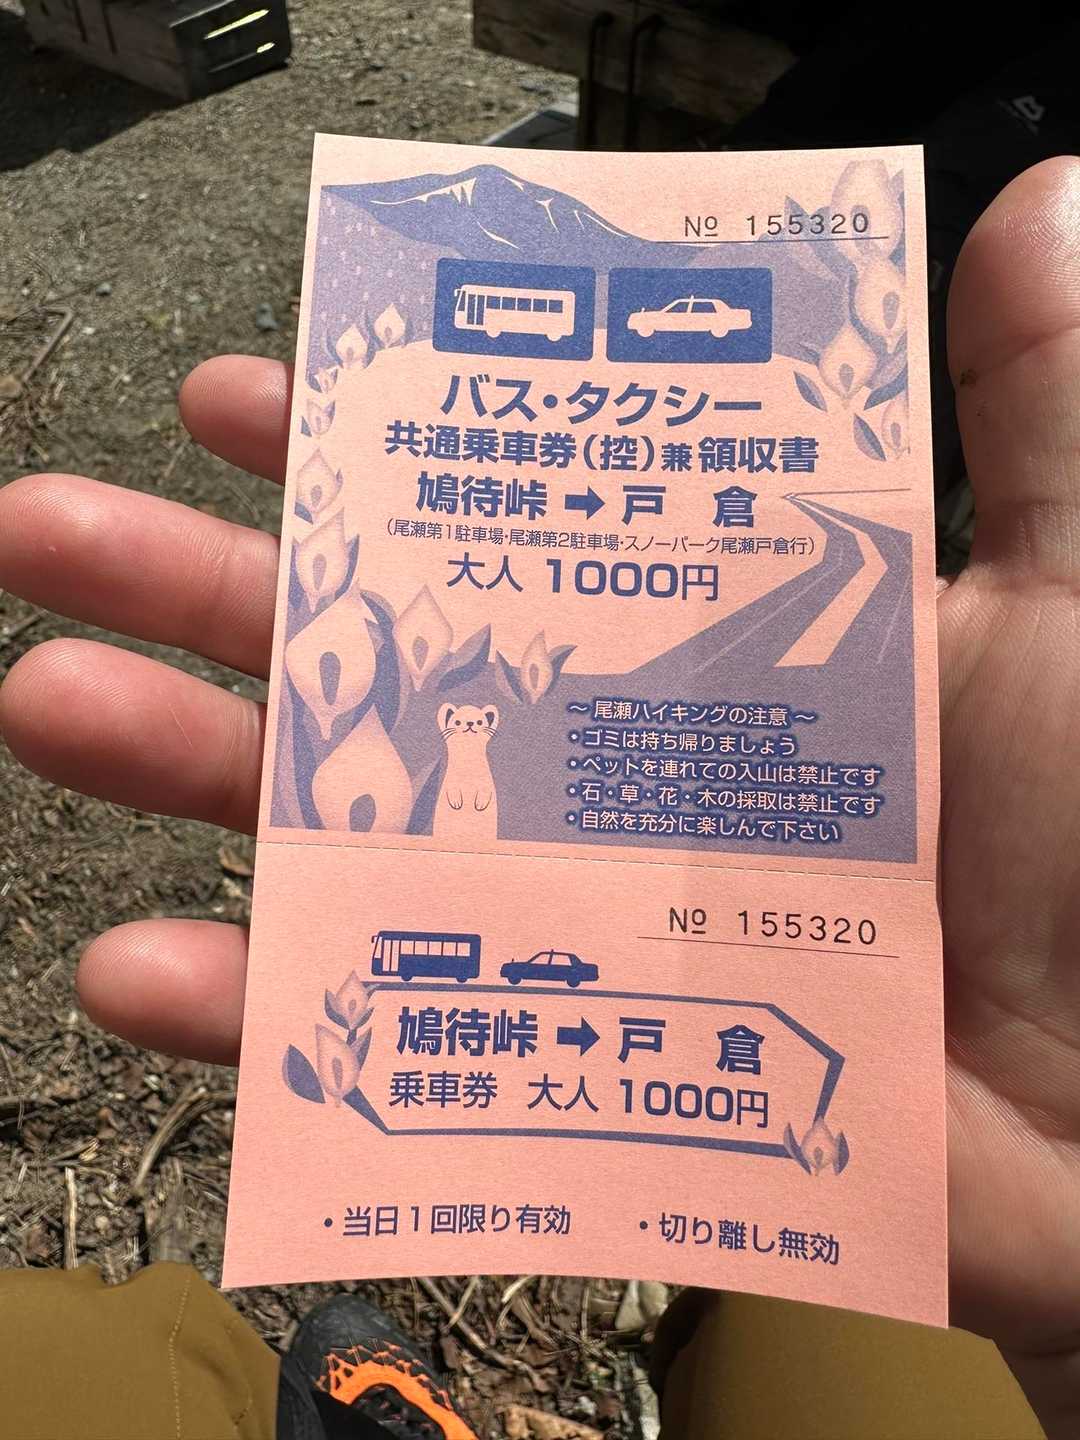 № 155320
バス・タクシー
共通乗車券(控)兼領収書
鳩待峠➡戸倉
(尾瀬第1駐車場・尾瀬第2駐車場・スノーパーク尾瀬戸倉行)
大人 1000円
～ 尾瀬ハイキングの注意 ～
・ゴミは持ち帰りましょう
・ペットを連れての入山は禁止です
・石・草・花・木の採取は禁止です
・自然を充分に楽しんで下さい
№ 155320
鳩待峠➡戸倉
乗車券 大人 1000円
・当日1回限り有効 ・切り離し無効